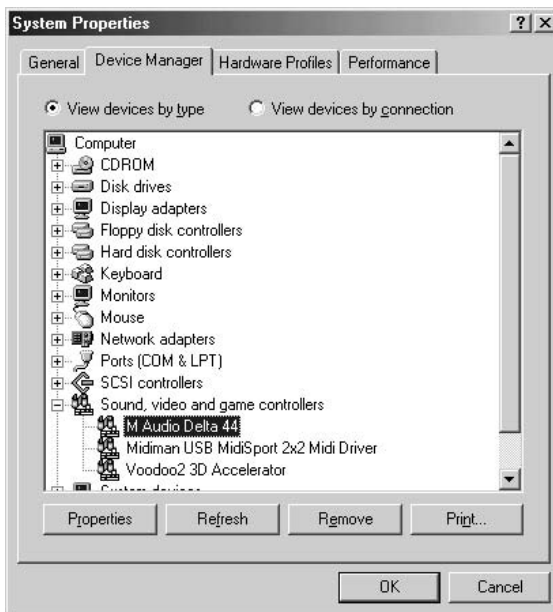 System Properties
General Device Manager Hardware Profiles Performance
View devices by type View devices by connection
Computer
CDROM
Disk drives
Display adapters
Floppy disk controllers
Hard disk controllers
Keyboard
Monitors
Mouse
Network adapters
Ports (COM & LPT)
SCSI controllers
Sound, video and game controllers
M Audio Delta 44
Midiman USB MidiSport 2x2 Midi Driver
Voodoo2 3D Accelerator
System devices
Properties Refresh Remove Print...
OK Cancel